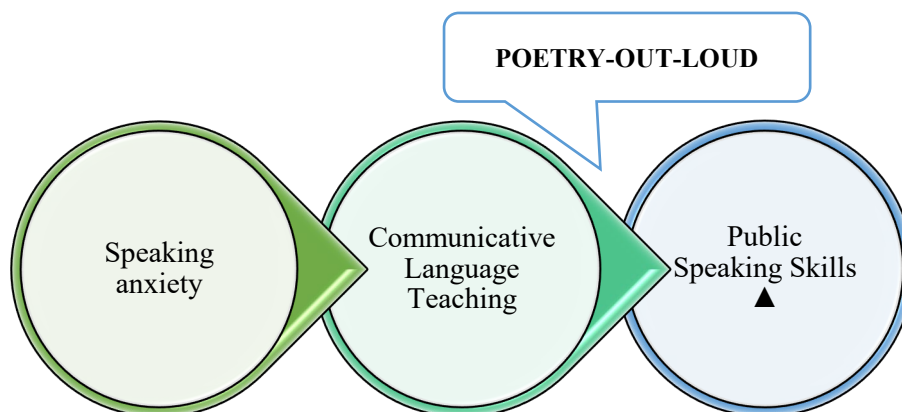 POETRY-OUT-LOUD
Speaking
anxiety
Communicative
Language
Teaching
Public
Speaking Skills
▲